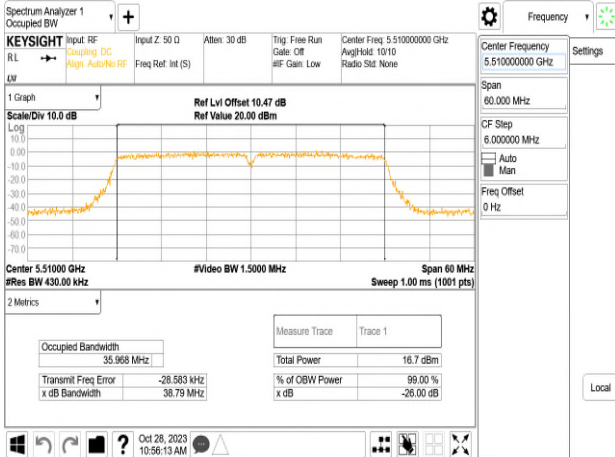 Spectrum Analyzer 1
Occupied BW
Frequency
KEYSIGHT
RL
Input: RF
Coupling: DC
Align: Auto/No RF
Input Z: 50 Ω
Freq Ref: Int (S)
Atten: 30 dB
Trig: Free Run
Gate: Off
#IF Gain: Low
Center Freq: 5.510000000 GHz
Avg|Hold: 10/10
Radio Std: None
Center Frequency
5.510000000 GHz
Settings
Span
60.000 MHz
CF Step
6.000000 MHz
Auto
Man
Freq Offset
0 Hz
Local
1 Graph
Scale/Div 10.0 dB
Ref Lvl Offset 10.47 dB
Ref Value 20.00 dBm
Log
10.0
0.00
-10.0
-20.0
-30.0
-40.0
-50.0
-60.0
-70.0
Center 5.51000 GHz
#Video BW 1.5000 MHz
Span 60 MHz
#Res BW 430.00 kHz
Sweep 1.00 ms (1001 pts)
2 Metrics
Measure Trace Trace 1
Occupied Bandwidth
35.968 MHz
Total Power 16.7 dBm
Transmit Freq Error -28.583 kHz
% of OBW Power 99.00 %
x dB Bandwidth 38.79 MHz
x dB -26.00 dB
?
Oct 28, 2023
10:56:13 AM